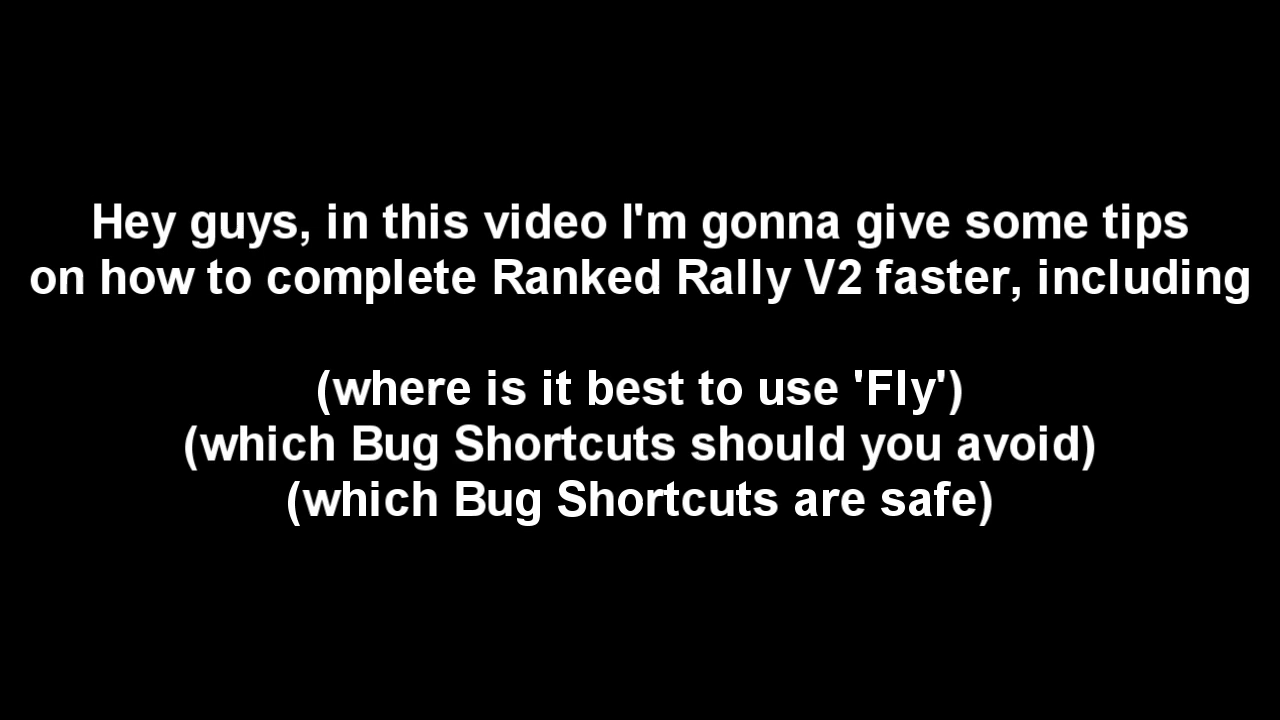 Hey guys, in this video I'm gonna give some tips
on how to complete Ranked Rally V2 faster, including
(where is it best to use 'Fly')
(which Bug Shortcuts should you avoid)
(which Bug Shortcuts are safe)